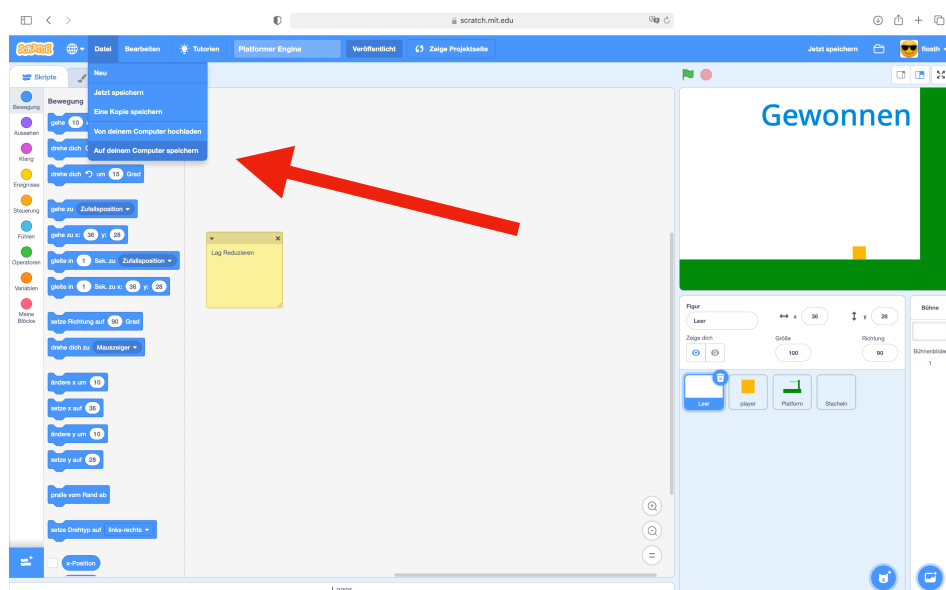 scratch.mit.edu
SCRATCH
Datei
Bearbeiten
Tutorien
Platformer Engine
Veröffentlicht
Zeige Projektseite
Jetzt speichern
flosth
Neu
Jetzt speichern
Eine Kopie speichern
Von deinem Computer hochladen
Auf deinem Computer speichern
Skripte
Bewegung
Aussehen
Klang
Ereignisse
Steuerung
Fühlen
Operatoren
Variablen
Meine
Blöcke
Bewegung
gehe 10
drehe dich
drehe dich um 15 Grad
gehe zu Zufallsposition
gehe zu x: 36 y: 28
gleite in 1 Sek. zu Zufallsposition
gleite in 1 Sek. zu x: 36 y: 28
setze Richtung auf 90 Grad
drehe dich zu Mauszeiger
ändere x um 10
setze x auf 36
ändere y um 10
setze y auf 28
pralle vom Rand ab
setze Drehtyp auf links-rechts
x-Position
Lag Reduzieren
Gewonnen
Figur
Leer
x 36
y 28
Zeige dich
Größe
100
Richtung
90
Leer
player
Platform
Stacheln
Bühne
Bühnenbilder
1